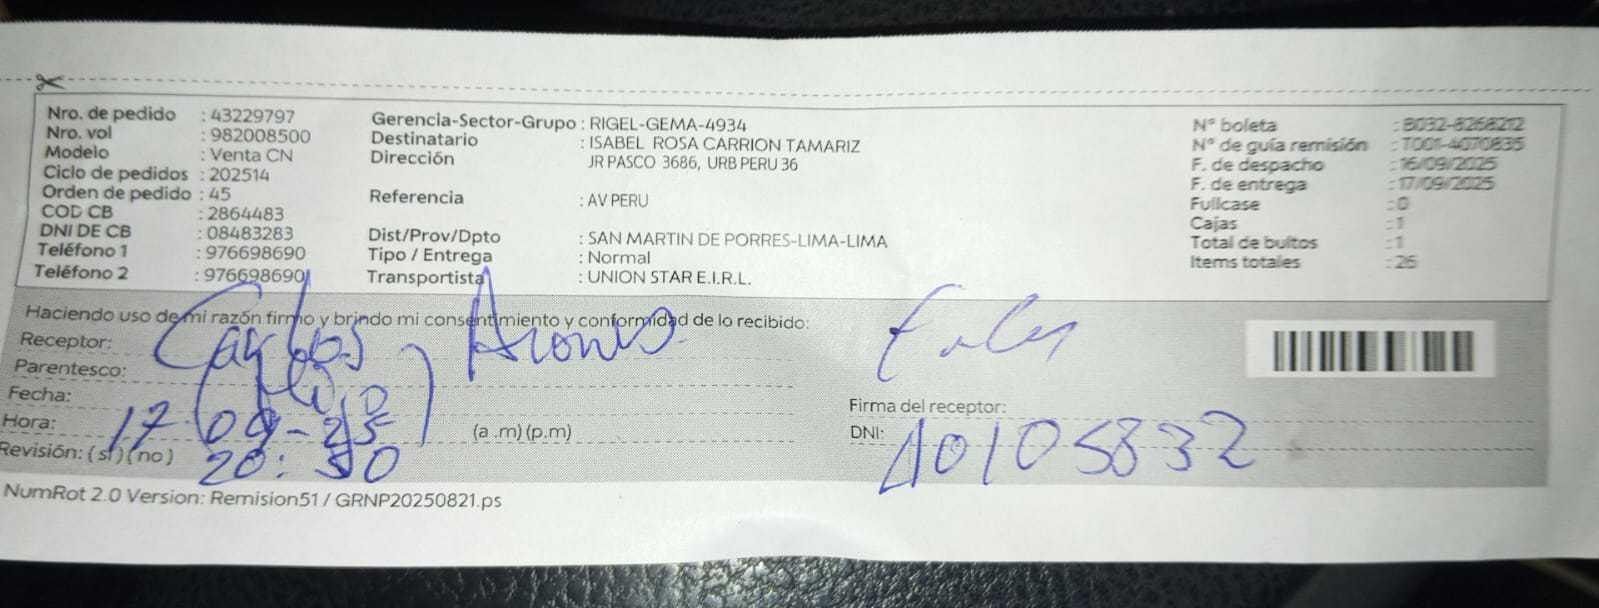 Nro. de pedido : 43229797
Nro. vol : 982008500
Modelo : Venta CN
Ciclo de pedidos : 202514
Orden de pedido : 45
COD CB : 2864483
DNI DE CB : 08483283
Teléfono 1 : 976698690
Teléfono 2 : 976698690
Gerencia-Sector-Grupo : RIGEL-GEMA-4934
Destinatario : ISABEL ROSA CARRION TAMARIZ
Dirección JR PASCO 3686, URB PERU 36
Referencia : AV PERU
Dist/Prov/Dpto : SAN MARTIN DE PORRES-LIMA-LIMA
Tipo / Entrega : Normal
Transportista : UNION STAR E.I.R.L.
N° boleta : B032-8268212
N° de guía remisión : T001-4070835
F. de despacho : 16/09/2025
F. de entrega : 17/09/2025
Fullcase : 0
Cajas : 1
Total de bultos : 1
Items totales : 26
Haciendo uso de mi razón firmo y brindo mi consentimiento y conformidad de lo recibido:
Receptor: Carlos
Parentesco:
Fecha: 17 09-25
Hora: 20:50 (a .m) (p.m)
Revisión: ( si ) ( no )
Firma del receptor:
DNI: 10105832
NumRot 2.0 Version: Remision51 / GRNP20250821.ps